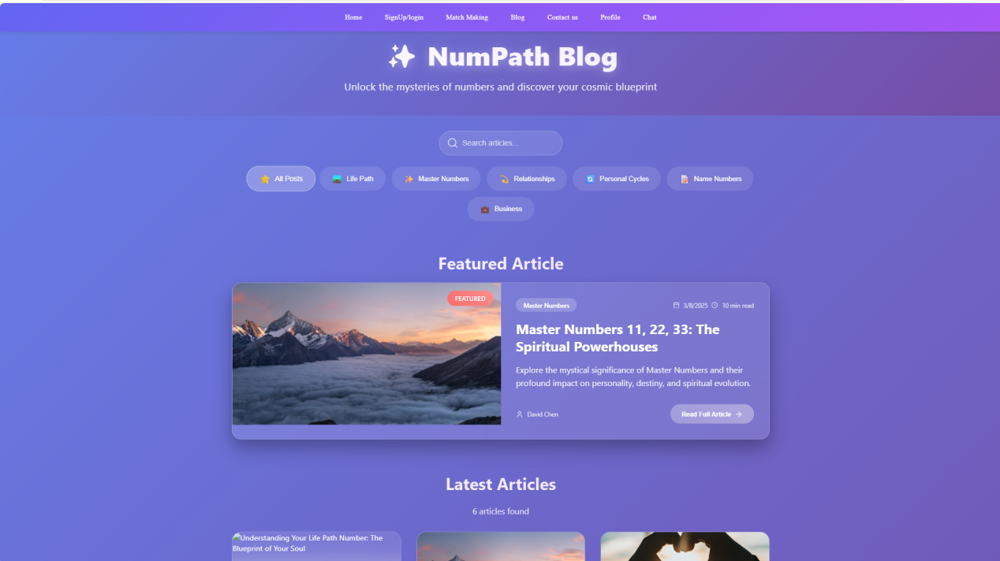 Home SignUp/login Match Making Blog Contact us Profile Chat
NumPath Blog
Unlock the mysteries of numbers and discover your cosmic blueprint
Search articles...
All Posts Life Path Master Numbers Relationships Personal Cycles Name Numbers
Business
Featured Article
FEATURED
Master Numbers 3/8/2025 10 min read
Master Numbers 11, 22, 33: The
Spiritual Powerhouses
Explore the mystical significance of Master Numbers and their
profound impact on personality, destiny, and spiritual evolution.
David Chen Read Full Article →
Latest Articles
6 articles found
Understanding Your Life Path Number: The
Blueprint of Your Soul